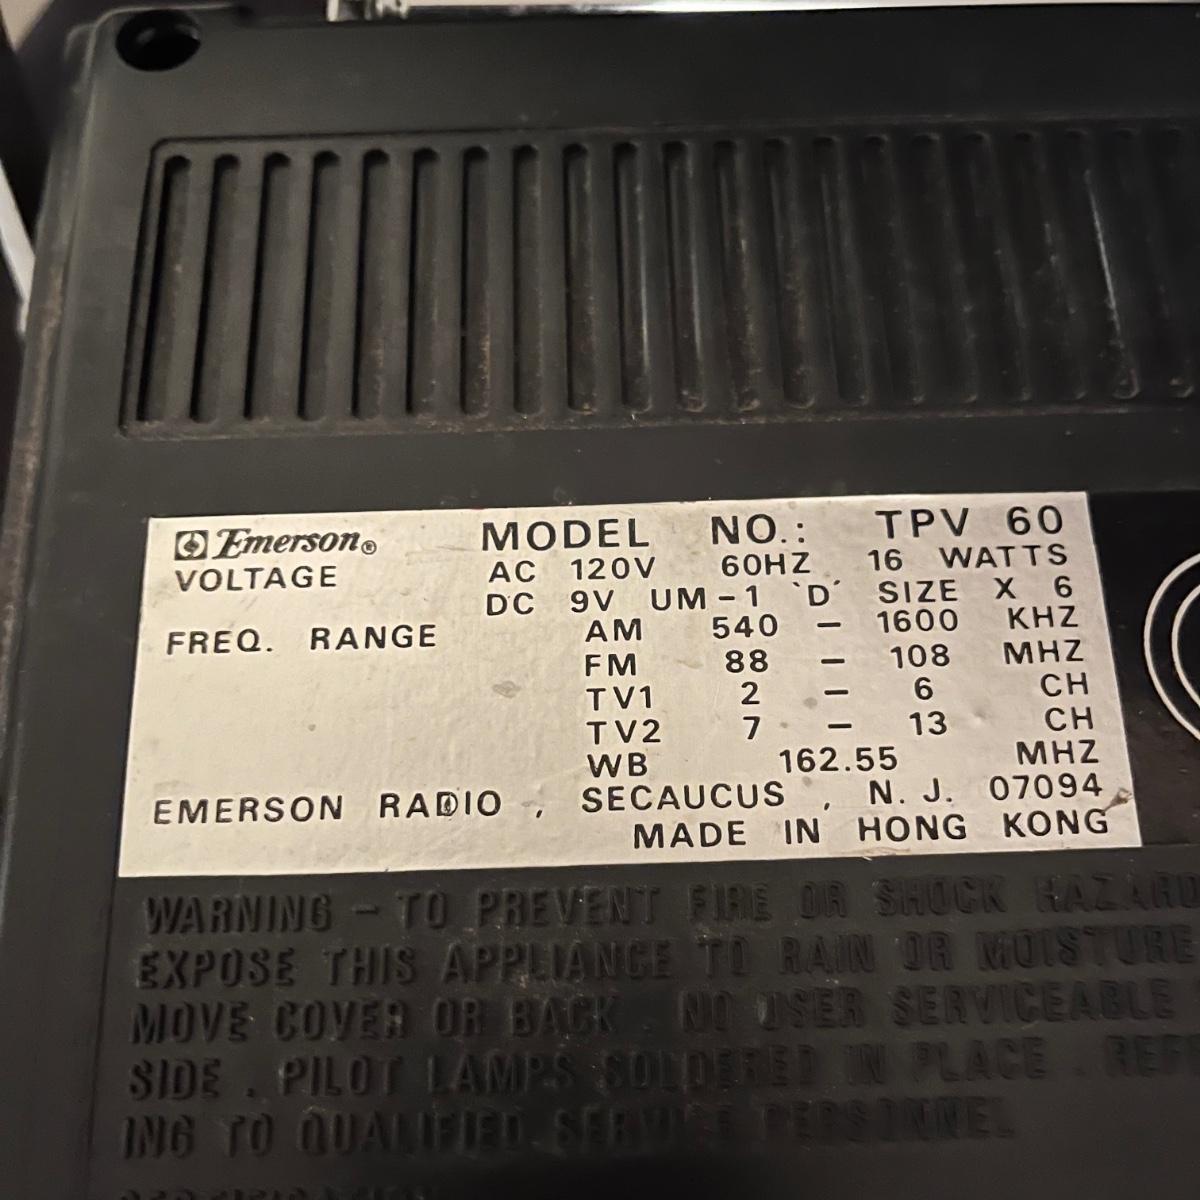 Emerson® MODEL NO.: TPV 60
VOLTAGE AC 120V 60HZ 16 WATTS
DC 9V UM-1 `D´ SIZE X 6
FREQ. RANGE AM 540 - 1600 KHZ
FM 88 - 108 MHZ
TV1 2 - 6 CH
TV2 7 - 13 CH
WB 162.55 MHZ
EMERSON RADIO , SECAUCUS , N. J. 07094
MADE IN HONG KONG
WARNING - TO PREVENT FIRE OR SHOCK HAZARD
EXPOSE THIS APPLIANCE TO RAIN OR MOISTURE
MOVE COVER OR BACK . NO USER SERVICEABLE
SIDE . PILOT LAMPS SOLDERED IN PLACE . REF
ING TO QUALIFIED SERVICE PERSONNEL